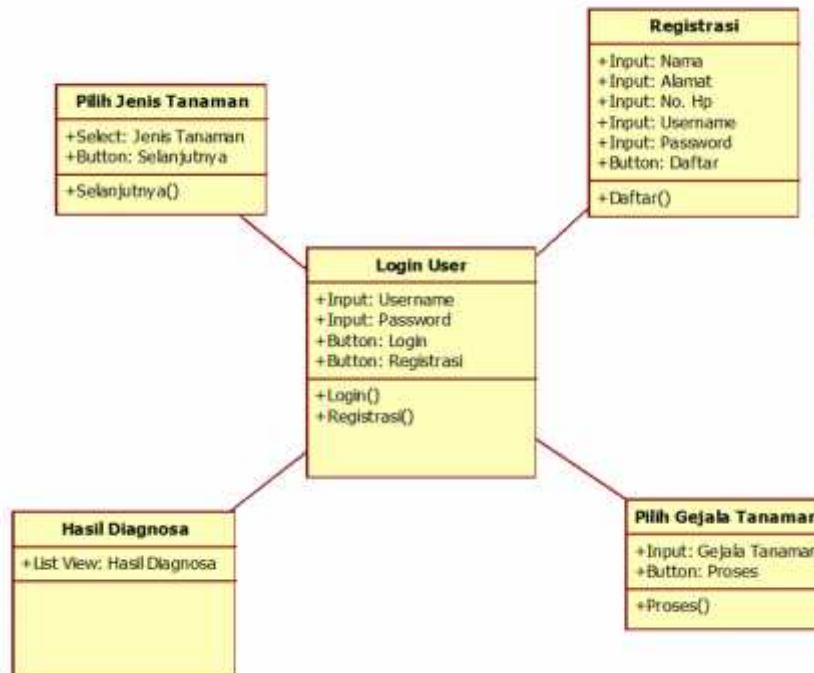 Registrasi
+Input: Nama
+Input: Alamat
+Input: No. Hp
+Input: Username
+Input: Password
+Button: Daftar
+Daftar()
Pilih Jenis Tanaman
+Select: Jenis Tanaman
+Button: Selanjutnya
+Selanjutnya()
Login User
+Input: Username
+Input: Password
+Button: Login
+Button: Registrasi
+Login()
+Registrasi()
Hasil Diagnosa
+List View: Hasil Diagnosa
Pilih Gejala Tanaman
+Input: Gejala Tanaman
+Button: Proses
+Proses()